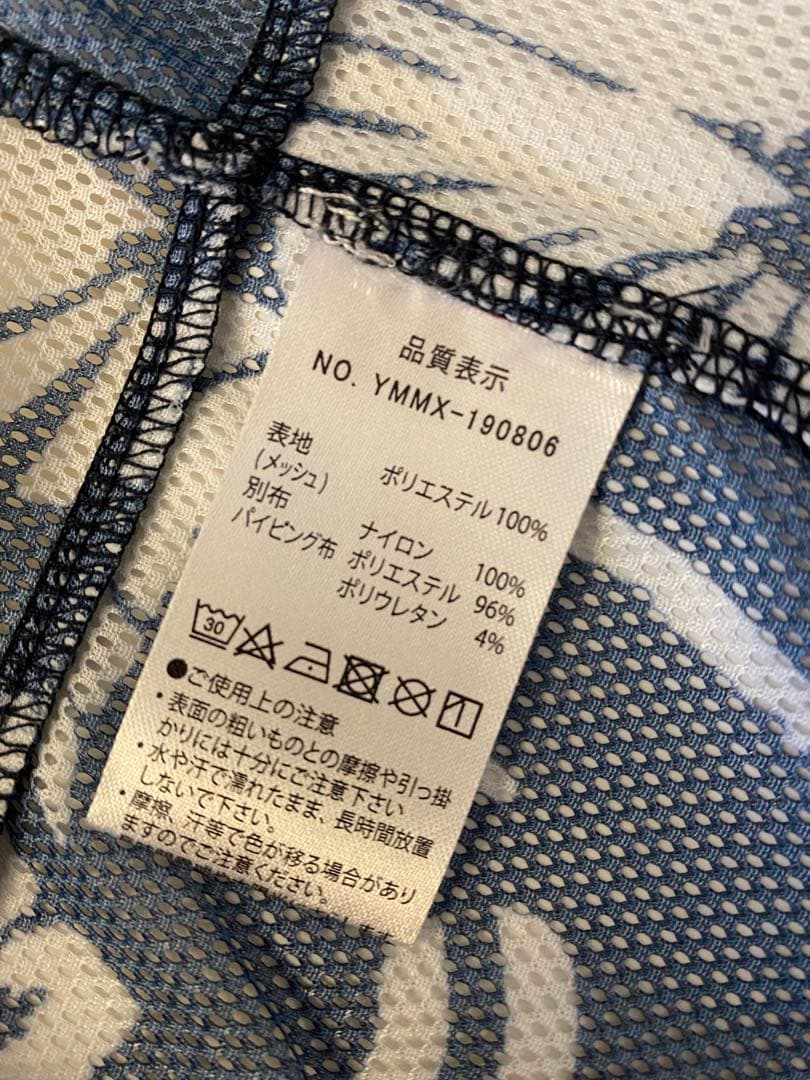 品質表示
NO. YMMX-190806
表地
(メッシュ) ポリエステル100%
別布 ナイロン 100%
パイピング布 ポリエステル 96%
ポリウレタン 4%
30
●ご使用上の注意
・表面の粗いものとの摩擦や引っ掛
かりには十分にご注意下さい
・水や汗で濡れたまま、長時間放置
しないで下さい。
・摩擦、汗等で色が移る場合があり
ますのでご注意ください。